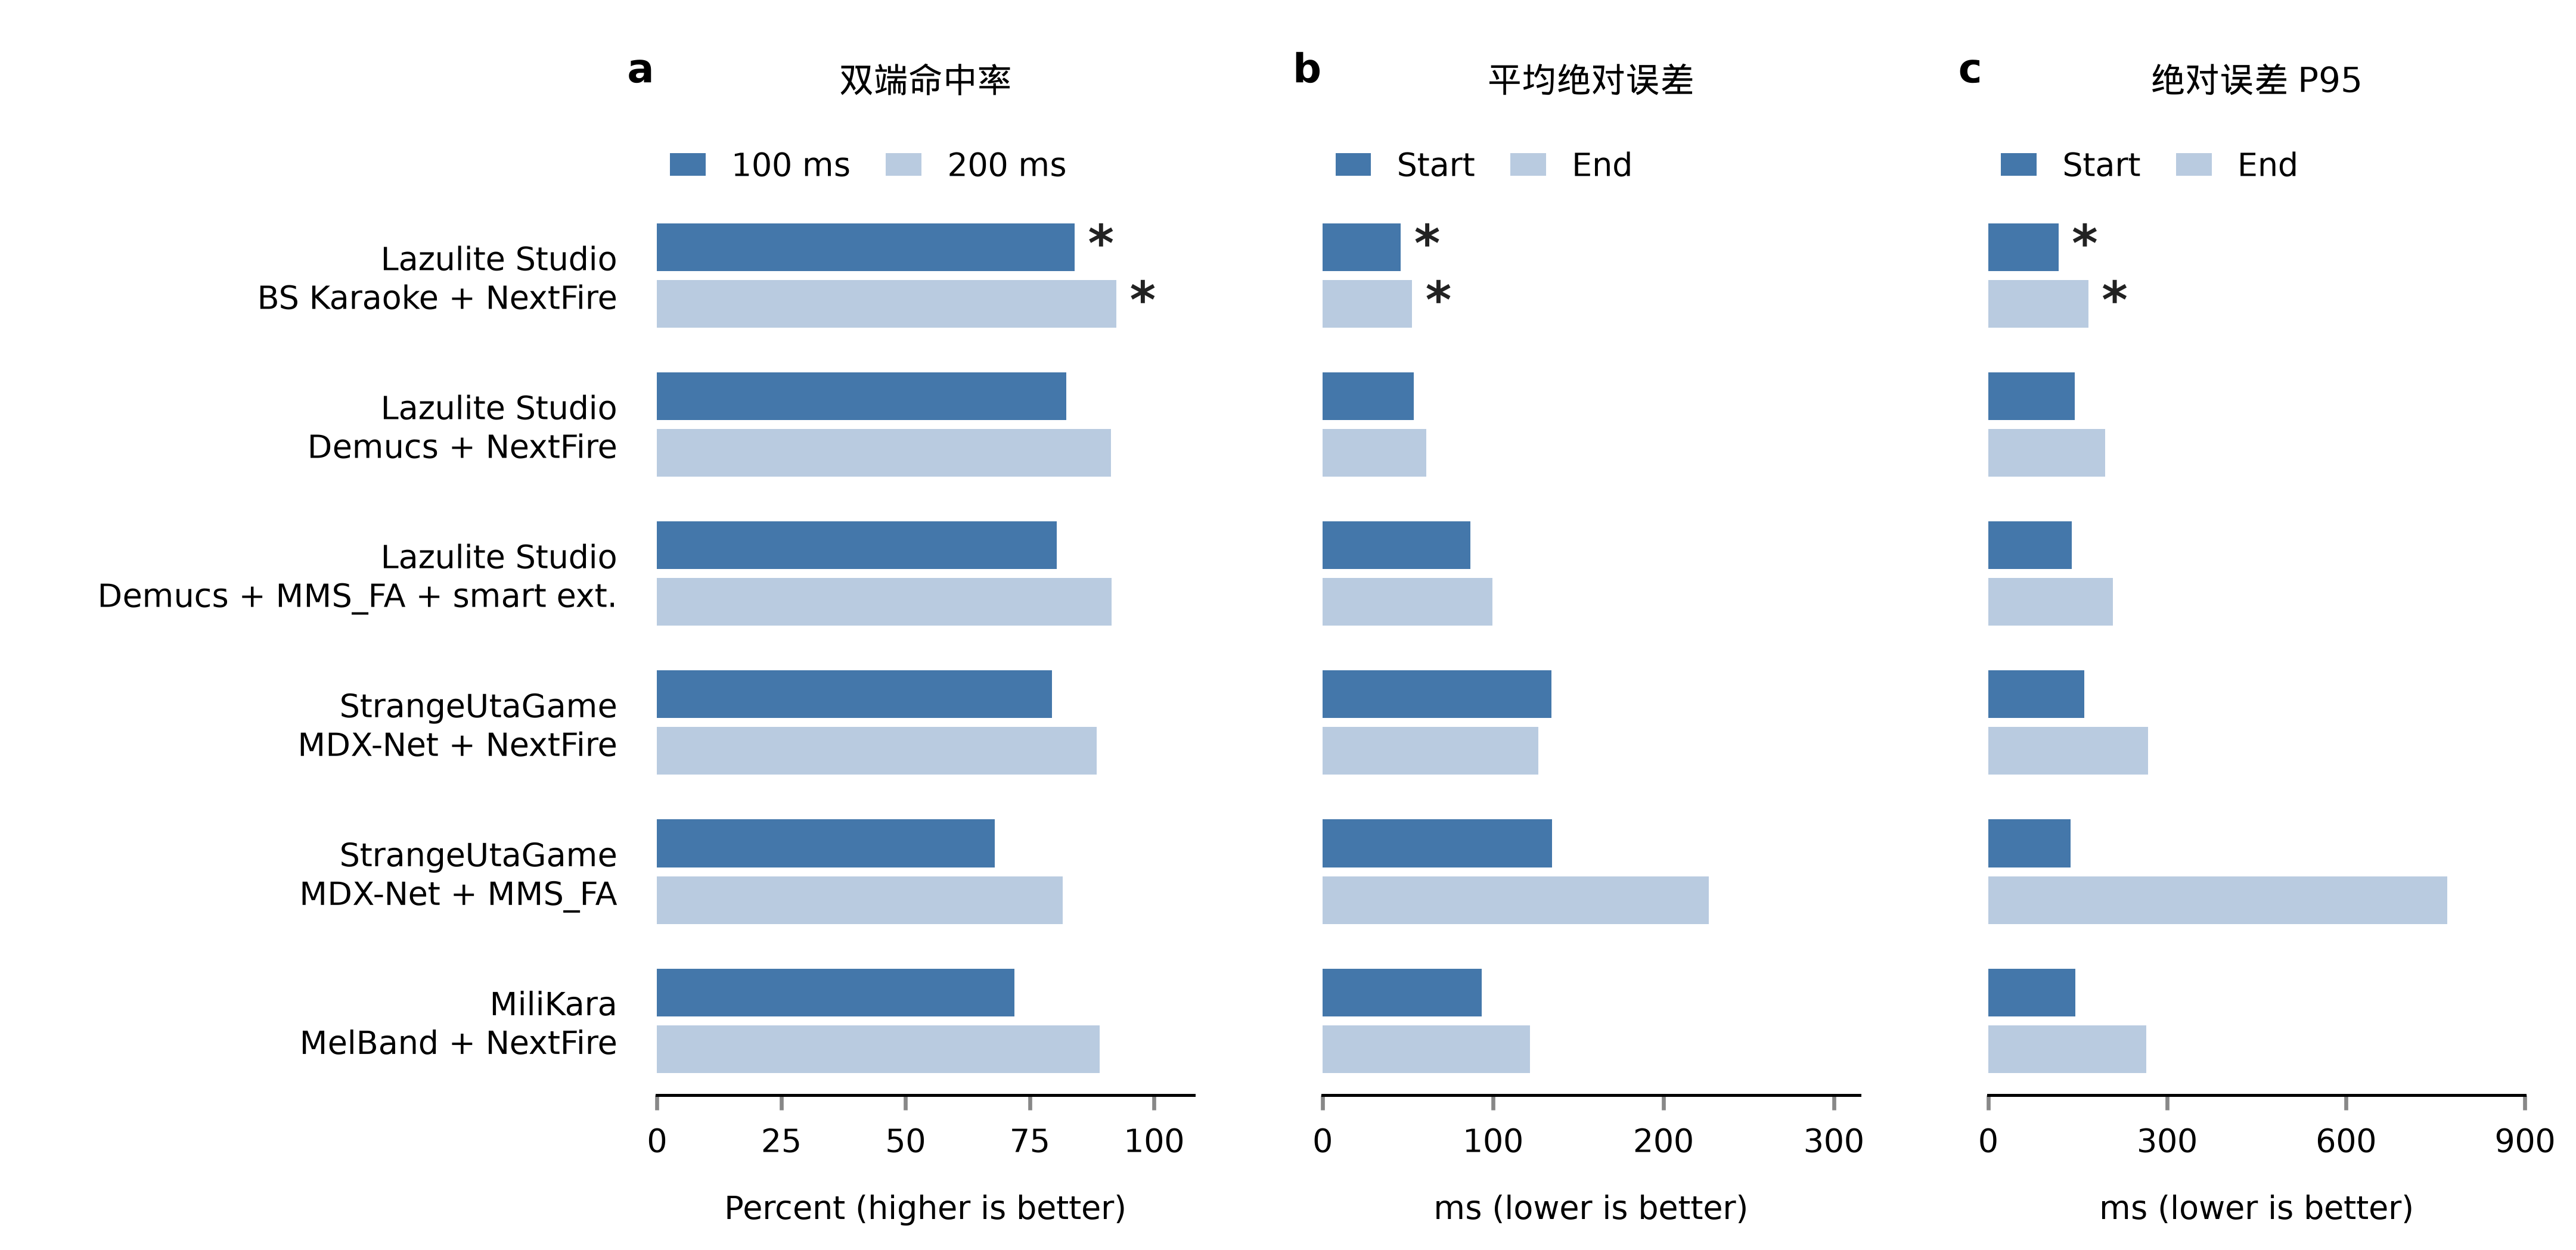 a
双端命中率
100 ms
200 ms
b
平均绝对误差
Start
End
c
绝对误差 P95
Start
End
Lazulite Studio
BS Karaoke + NextFire
*
*
*
*
*
*
Lazulite Studio
Demucs + NextFire
Lazulite Studio
Demucs + MMS_FA + smart ext.
StrangeUtaGame
MDX-Net + NextFire
StrangeUtaGame
MDX-Net + MMS_FA
MiliKara
MelBand + NextFire
0 25 50 75 100
Percent (higher is better)
0 100 200 300
ms (lower is better)
0 300 600 900
ms (lower is better)